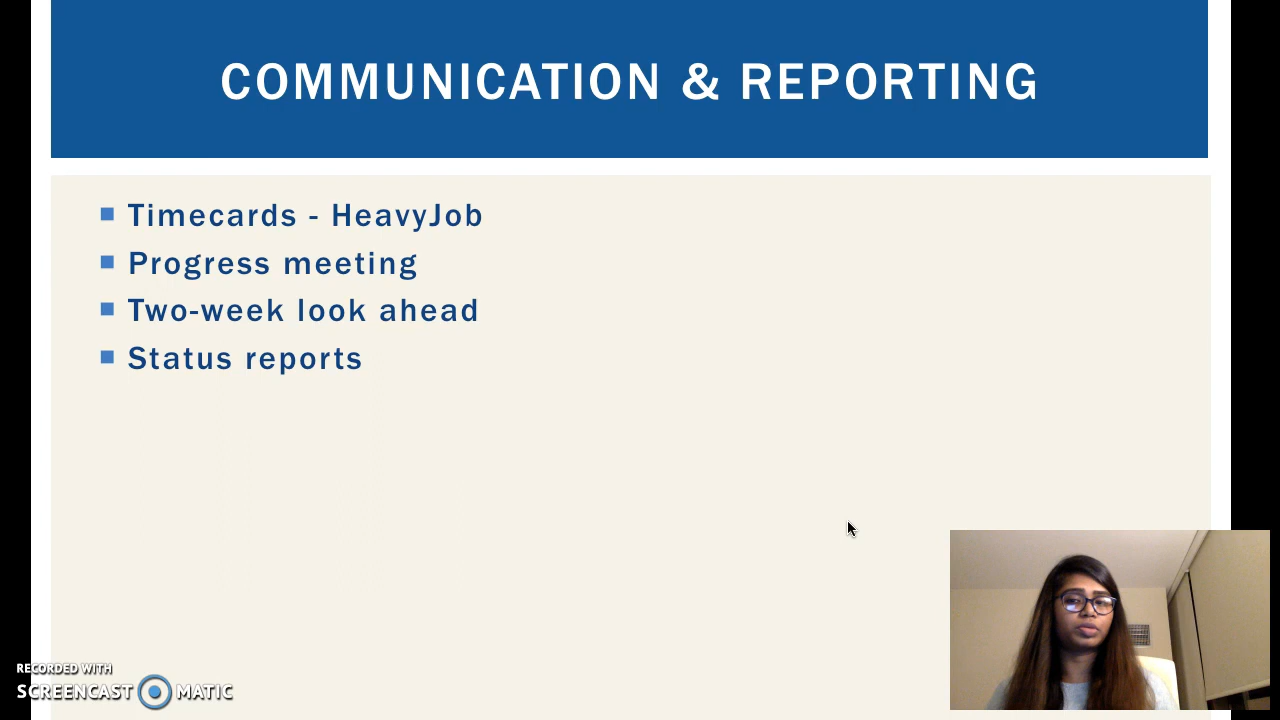 COMMUNICATION & REPORTING
Timecards - HeavyJob
Progress meeting
Two-week look ahead
Status reports
RECORDED WITH
SCREENCAST MATIC